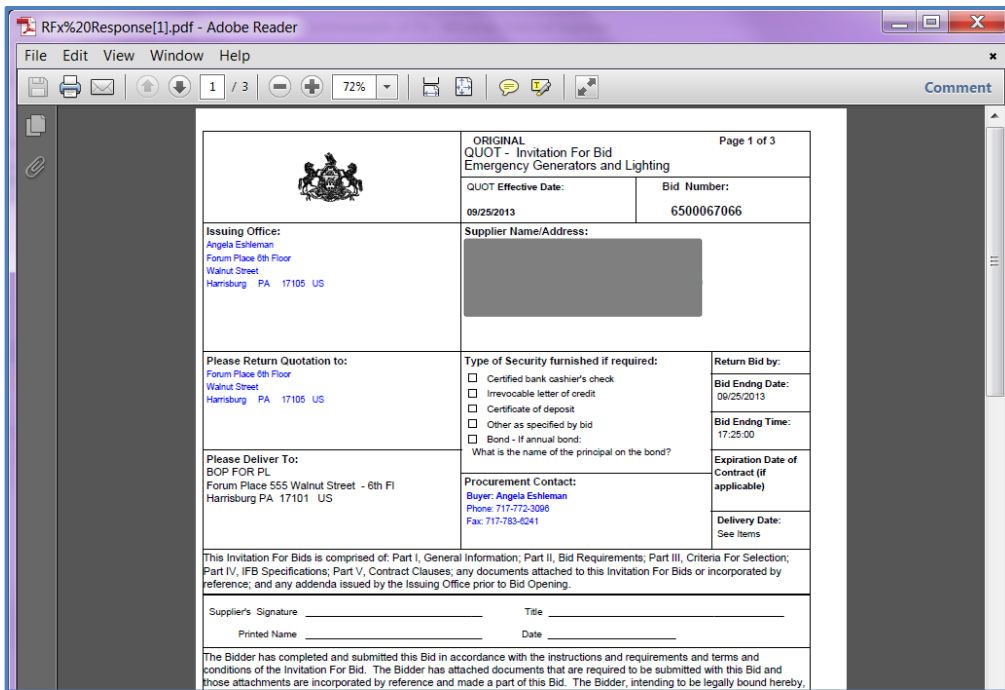 RFx%20Response[1].pdf - Adobe Reader
File Edit View Window Help
1 / 3 72% Comment
ORIGINAL Page 1 of 3
QUOT - Invitation For Bid
Emergency Generators and Lighting
QUOT Effective Date: Bid Number:
09/25/2013 6500067066
Issuing Office:
Angela Eshleman
Forum Place 6th Floor
Walnut Street
Harrisburg PA 17105 US
Supplier Name/Address:
Please Return Quotation to:
Forum Place 6th Floor
Walnut Street
Harrisburg PA 17105 US
Type of Security furnished if required:
Certified bank cashier's check
Irrevocable letter of credit
Certificate of deposit
Other as specified by bid
Bond - If annual bond:
What is the name of the principal on the bond?
Return Bid by:
Bid Endng Date:
09/25/2013
Bid Endng Time:
17:25:00
Expiration Date of
Contract (if
applicable)
Delivery Date:
See Items
Please Deliver To:
BOP FOR PL
Forum Place 555 Walnut Street - 6th Fl
Harrisburg PA 17101 US
Procurement Contact:
Buyer: Angela Eshleman
Phone: 717-772-3096
Fax: 717-783-6241
This Invitation For Bids is comprised of: Part I, General Information; Part II, Bid Requirements; Part III, Criteria For Selection;
Part IV, IFB Specifications; Part V, Contract Clauses; any documents attached to this Invitation For Bids or incorporated by
reference; and any addenda issued by the Issuing Office prior to Bid Opening.
Supplier's Signature Title
Printed Name Date
The Bidder has completed and submitted this Bid in accordance with the instructions and requirements and terms and
conditions of the Invitation For Bid. The Bidder has attached documents that are required to be submitted with this Bid and
those attachments are incorporated by reference and made a part of this Bid. The Bidder, intending to be legally bound hereby,